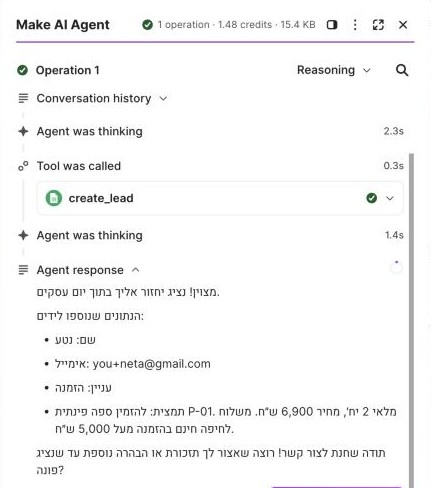 Make AI Agent
1 operation · 1.48 credits · 15.4 KB
Operation 1
Reasoning
Conversation history
Agent was thinking
2.3s
Tool was called
0.3s
create_lead
Agent was thinking
1.4s
Agent response
מצוין! נציג יחזור אליך בתוך יום עסקים.
הנתונים שנוספו לידים:
• שם: נטע
• אימייל: you+neta@gmail.com
• עניין: הזמנה
• תמצית: להזמין ספה פינתית P-01. מלאי 2 יח', מחיר 6,900 ש"ח. משלוח
לחיפה חינם בהזמנה מעל 5,000 ש"ח.
תודה שחנת לצור קשר! רוצה שאצור לך תזכורת או הבהרה נוספת עד שנציג
פונה?